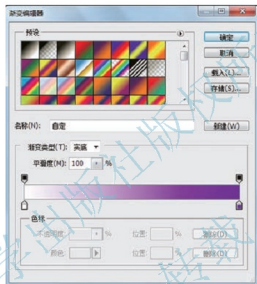 渐变编辑器
预设
确定
取消
载入(L)...
存储(S)...
名称(N): 自定
新建(W)
渐变类型(T): 实底
平滑度(M): 100 %
色标
不透明度: %
位置: %
删除(D)
颜色:
位置: %
删除(D)